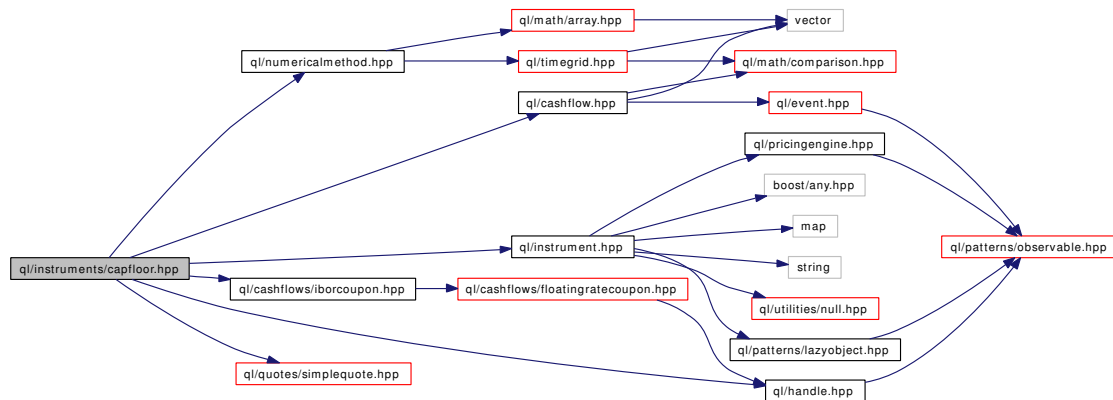 ql/math/array.hpp
vector
ql/numericalmethod.hpp
ql/timegrid.hpp
ql/math/comparison.hpp
ql/cashflow.hpp
ql/event.hpp
ql/pricingengine.hpp
boost/any.hpp
map
ql/instrument.hpp
ql/patterns/observable.hpp
string
ql/instruments/capfloor.hpp
ql/cashflows/iborcoupon.hpp
ql/cashflows/floatingratecoupon.hpp
ql/utilities/null.hpp
ql/patterns/lazyobject.hpp
ql/quotes/simplequote.hpp
ql/handle.hpp